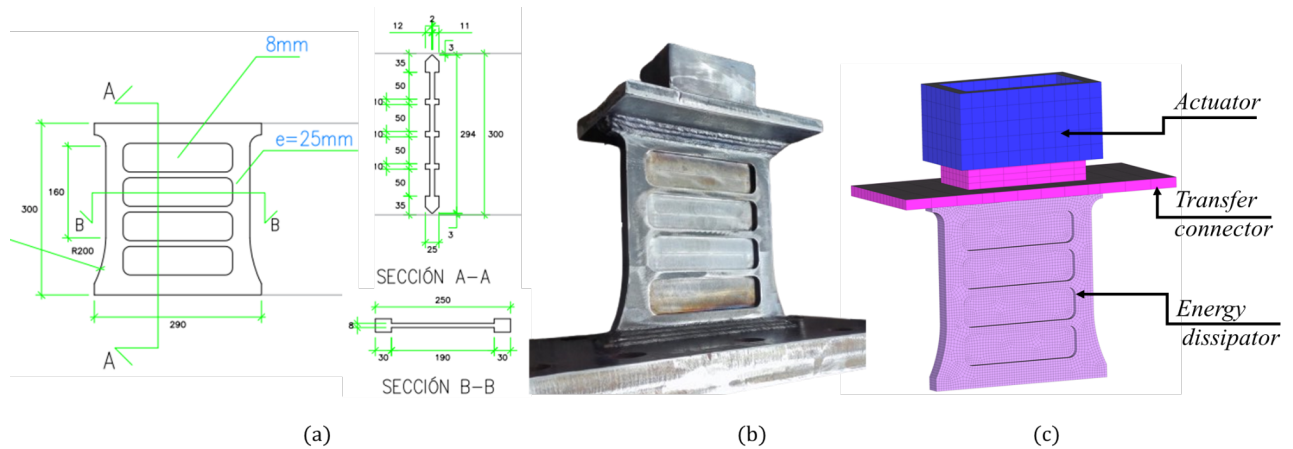 8mm
A
e=25mm
300
160
B
B
R200
290
A
2
12
11
3
35
50
10
50
10
50
10
50
35
294
300
3
25
SECCIÓN A-A
250
8
30
190
30
SECCIÓN B-B
Actuator
Transfer
connector
Energy
dissipator
(a)
(b)
(c)